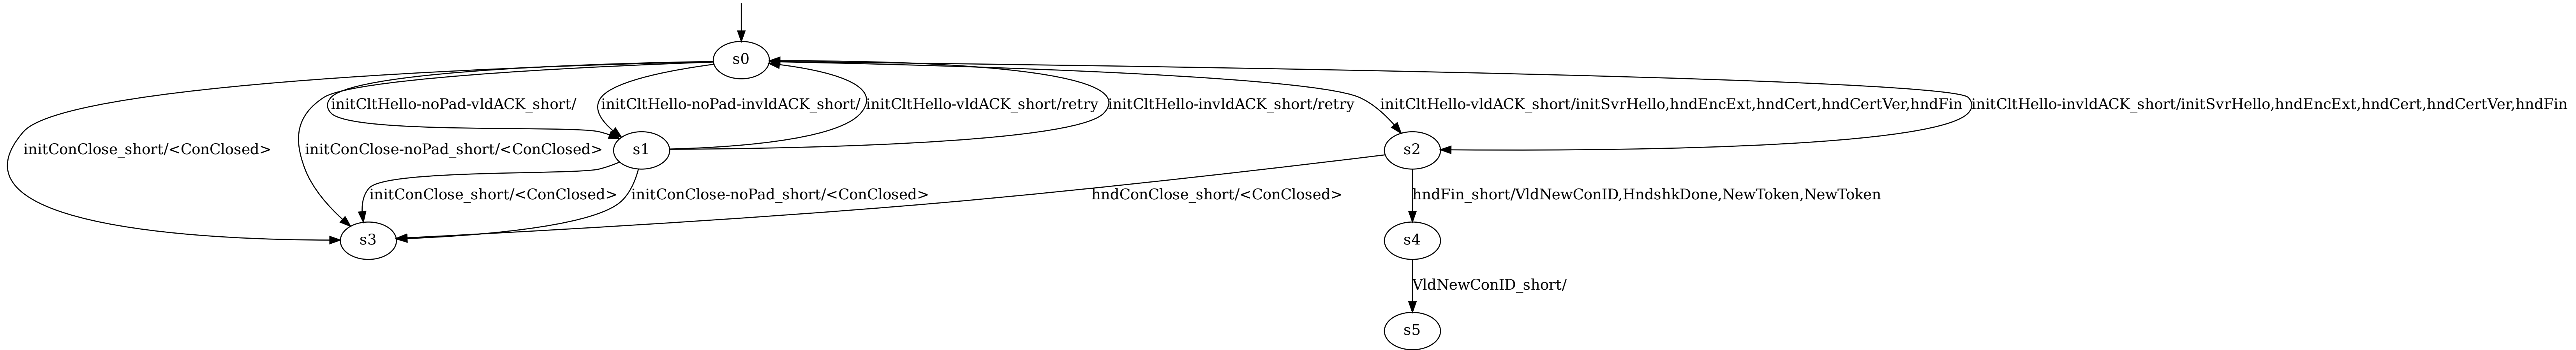 s0
initCltHello-noPad-vldACK_short/
initCltHello-noPad-invldACK_short/
initCltHello-vldACK_short/retry
initCltHello-invldACK_short/retry
initCltHello-vldACK_short/initSvrHello,hndEncExt,hndCert,hndCertVer,hndFin
initCltHello-invldACK_short/initSvrHello,hndEncExt,hndCert,hndCertVer,hndFin
initConClose_short/<ConClosed>
initConClose-noPad_short/<ConClosed>
s1
s2
initConClose_short/<ConClosed>
initConClose-noPad_short/<ConClosed>
hndConClose_short/<ConClosed>
hndFin_short/VldNewConID,HndshkDone,NewToken,NewToken
s3
s4
VldNewConID_short/
s5